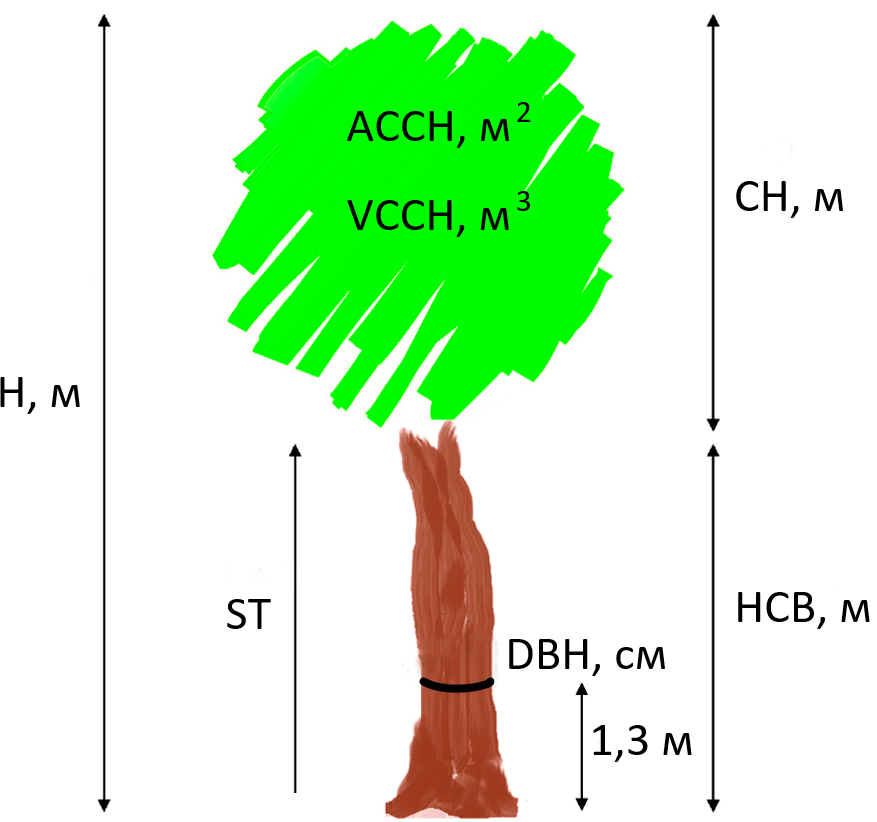 ACCH, м²
VCCH, м³
CH, м
H, м
ST
HCB, м
DBH, см
1,3 м